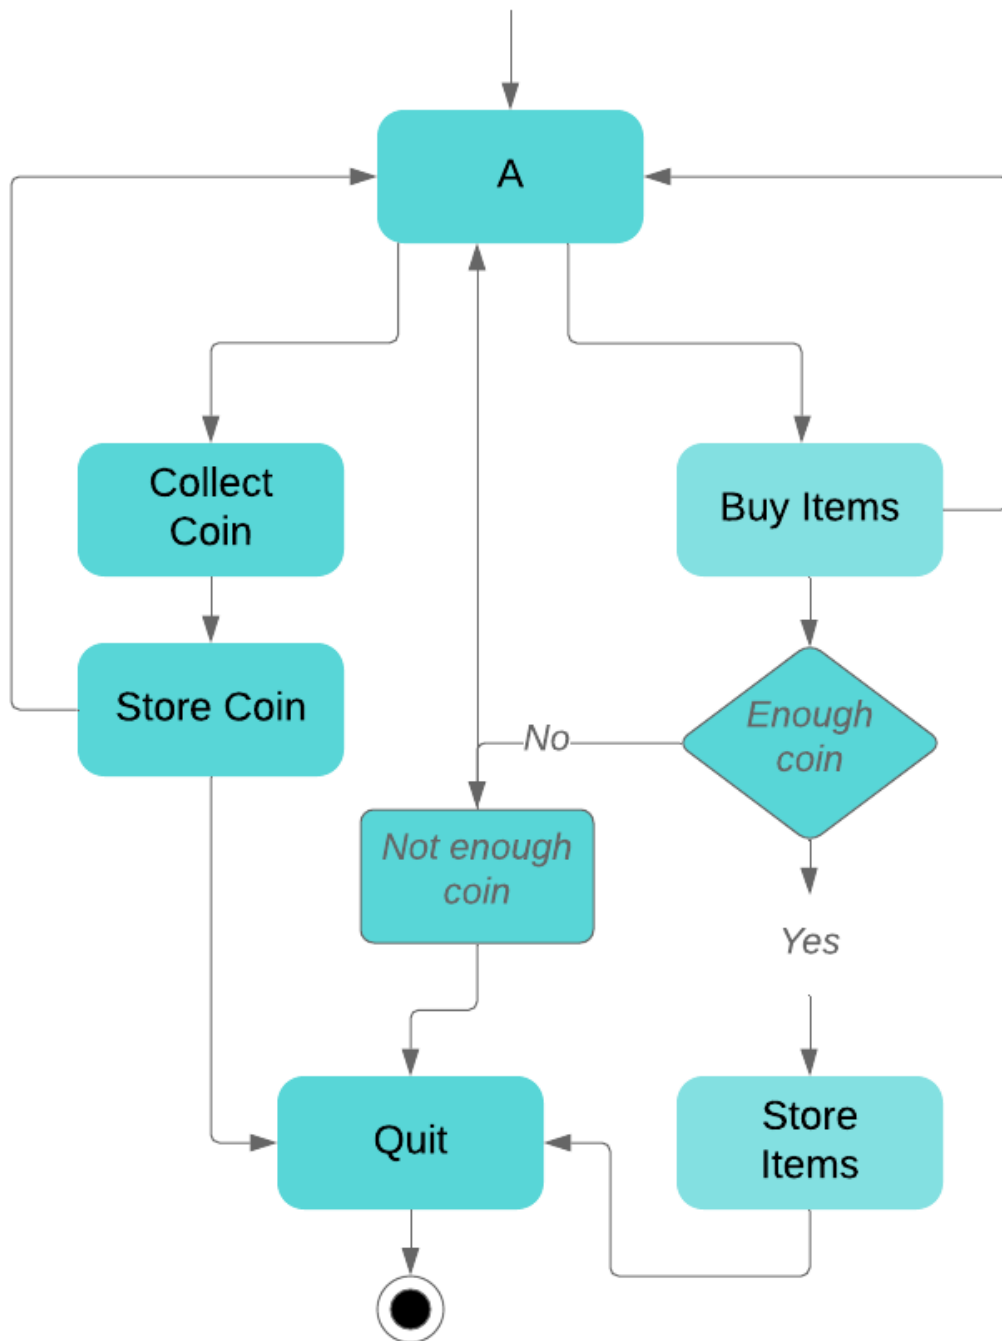 A
Collect
Coin
Buy Items
Store Coin
Enough
coin
No
Not enough
coin
Yes
Quit
Store
Items